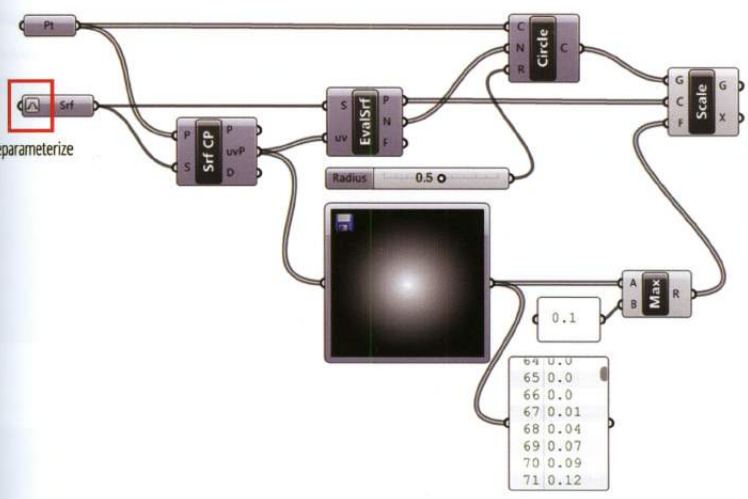 Pt
Srf
eparameterize
P
S
Srf CP
P
uvP
D
S
uv
EvalSrf
P
N
F
C
N
R
Circle
C
Radius
0.5
G
C
F
Scale
G
X
A
B
Max
R
0.1
64 0.0
65 0.0
66 0.0
67 0.01
68 0.04
69 0.07
70 0.09
71 0.12